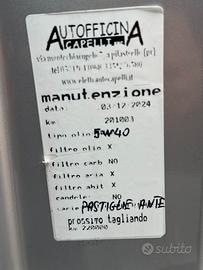 AUTOFFICINA
CAPELLI
manutenzione
data: 03/12/2024
km: 201003
tipo olio 5W40
filtro olio X
filtro carb NO
filtro aria X
filtro abit X
candele: NO
varie PASTIGLIE ANTE
prossimo tagliando
km 220000
subito